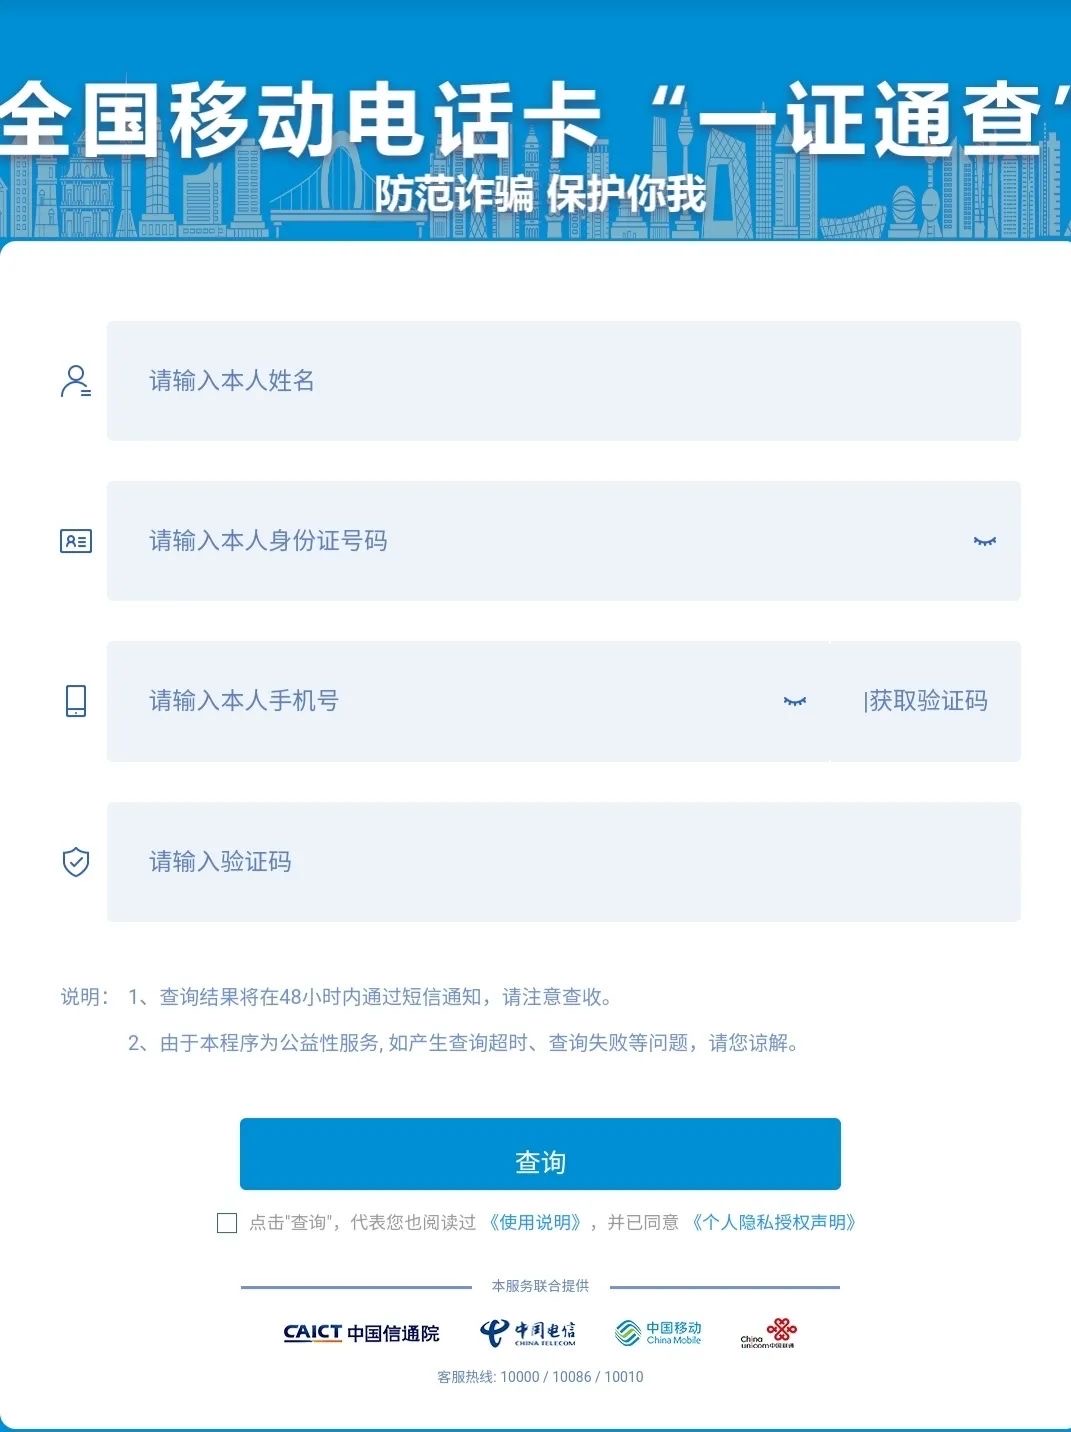 全国移动电话卡“一证通查”
防范诈骗 保护你我
请输入本人姓名
请输入本人身份证号码
请输入本人手机号 |获取验证码
请输入验证码
说明： 1、查询结果将在48小时内通过短信通知，请注意查收。
2、由于本程序为公益性服务, 如产生查询超时、查询失败等问题，请您谅解。
查询
点击"查询"，代表您也阅读过 《使用说明》，并已同意 《个人隐私授权声明》
本服务联合提供
CAICT 中国信通院 中国电信 CHINA TELECOM 中国移动 China Mobile China unicom中国联通
客服热线: 10000 / 10086 / 10010